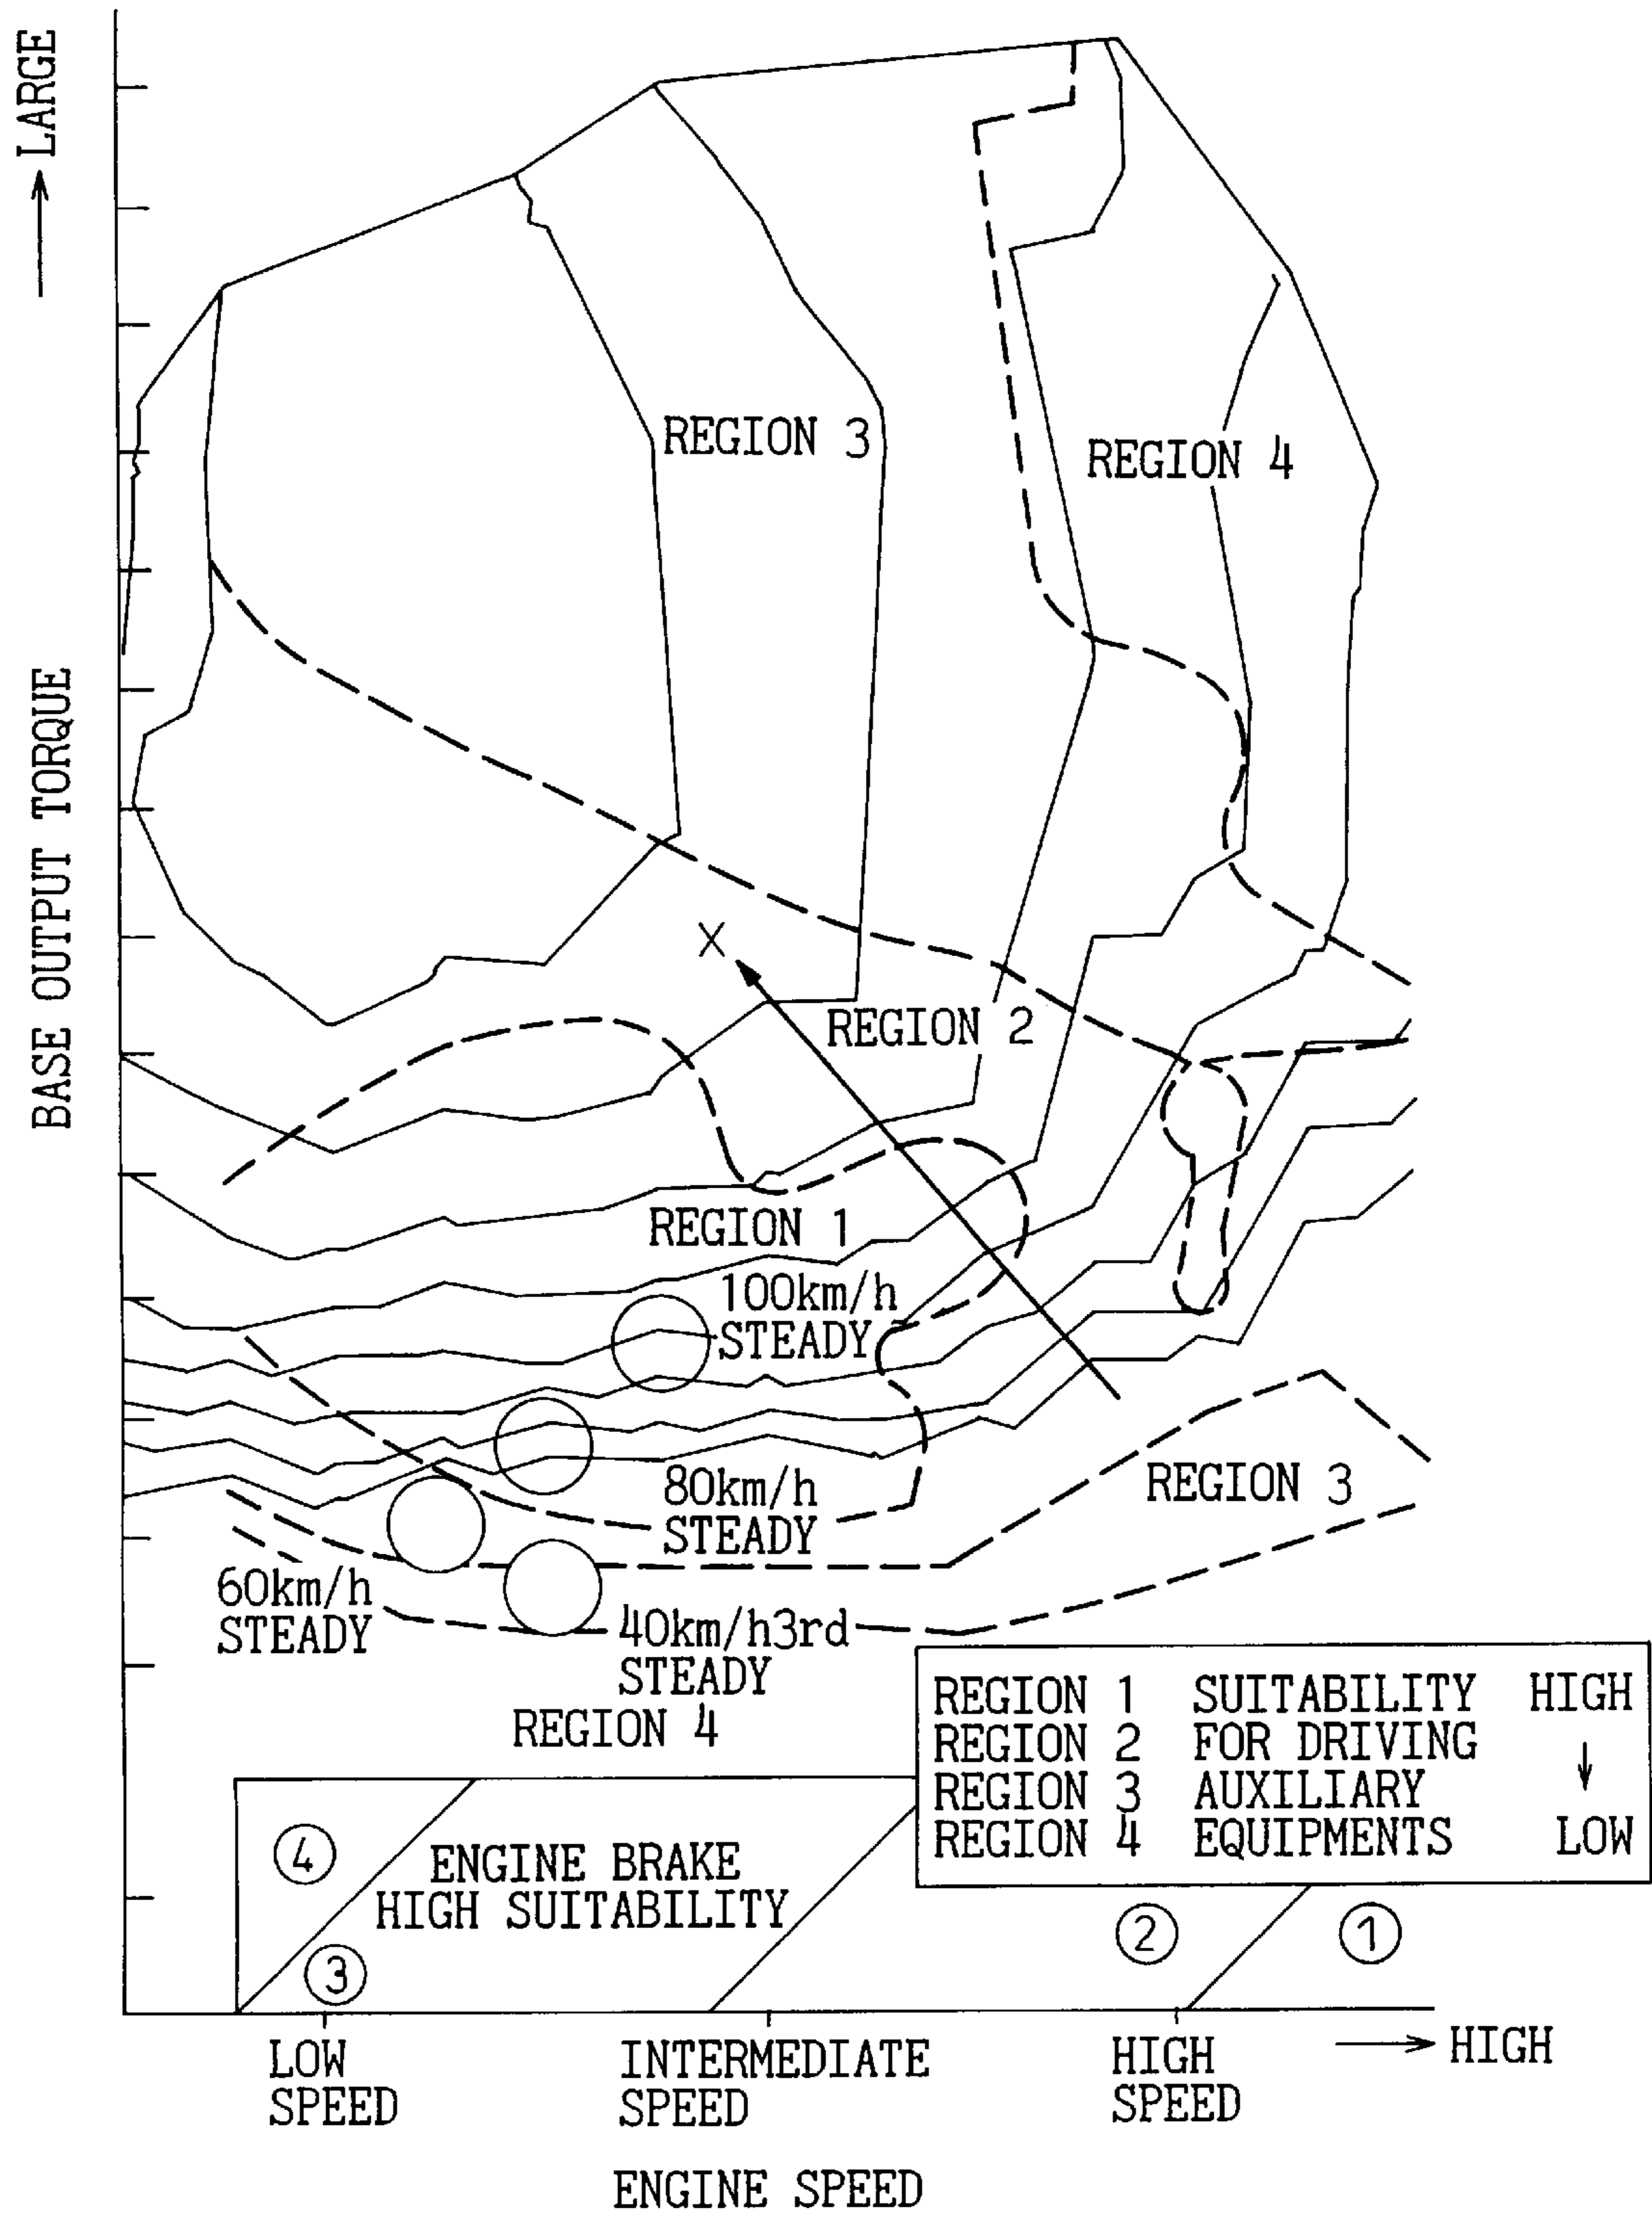 LARGE
BASE OUTPUT TORQUE
REGION 3
REGION 4
X
REGION 2
REGION 1
100km/h
STEADY
80km/h
STEADY
REGION 3
60km/h
STEADY
40km/h3rd
STEADY
REGION 4
REGION 1 SUITABILITY HIGH
REGION 2 FOR DRIVING
REGION 3 AUXILIARY
REGION 4 EQUIPMENTS LOW
4
ENGINE BRAKE
HIGH SUITABILITY
3
2
1
LOW
SPEED
INTERMEDIATE
SPEED
HIGH
SPEED
HIGH
ENGINE SPEED